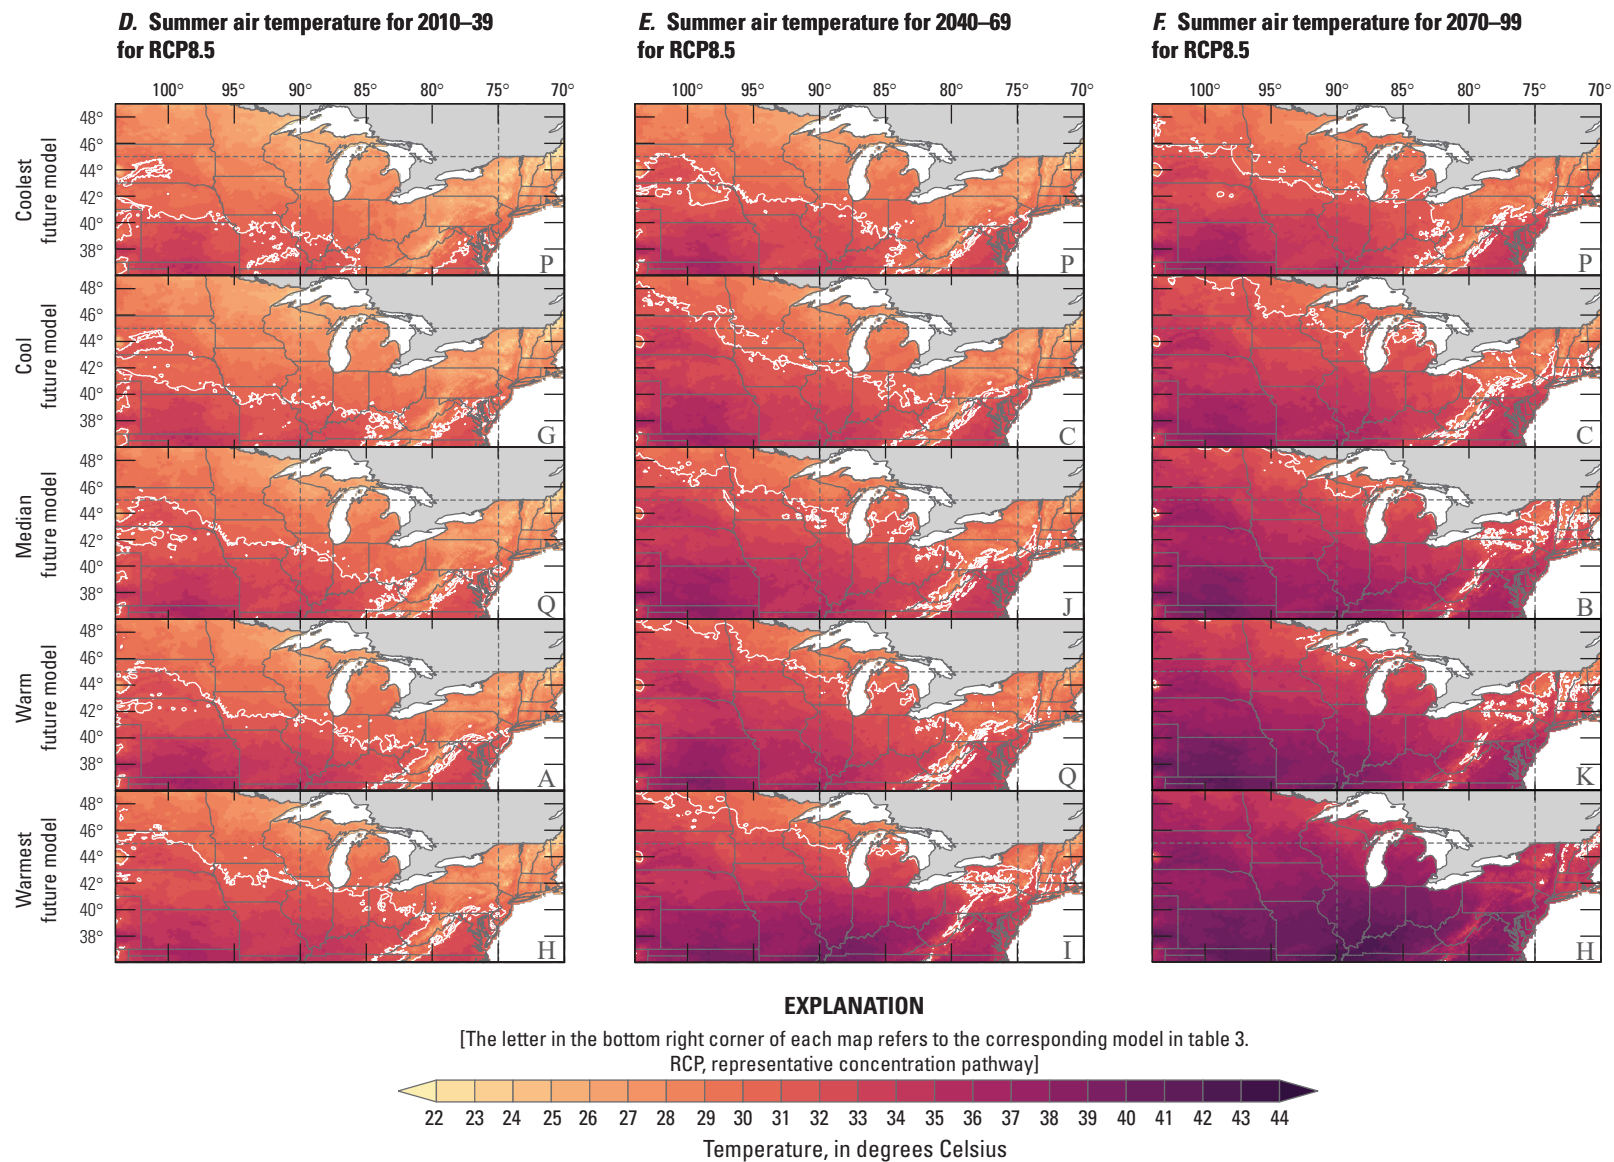 D. Summer air temperature for 2010–39
for RCP8.5
E. Summer air temperature for 2040–69
for RCP8.5
F. Summer air temperature for 2070–99
for RCP8.5
100° 95° 90° 85° 80° 75° 70°
100° 95° 90° 85° 80° 75° 70°
100° 95° 90° 85° 80° 75° 70°
Coolest
future model
48°
46°
44°
42°
40°
38°
P
P
P
Cool
future model
48°
46°
44°
42°
40°
38°
G
C
C
Median
future model
48°
46°
44°
42°
40°
38°
Q
J
B
Warm
future model
48°
46°
44°
42°
40°
38°
A
Q
K
Warmest
future model
48°
46°
44°
42°
40°
38°
H
I
H
EXPLANATION
[The letter in the bottom right corner of each map refers to the corresponding model in table 3.
RCP, representative concentration pathway]
22 23 24 25 26 27 28 29 30 31 32 33 34 35 36 37 38 39 40 41 42 43 44
Temperature, in degrees Celsius